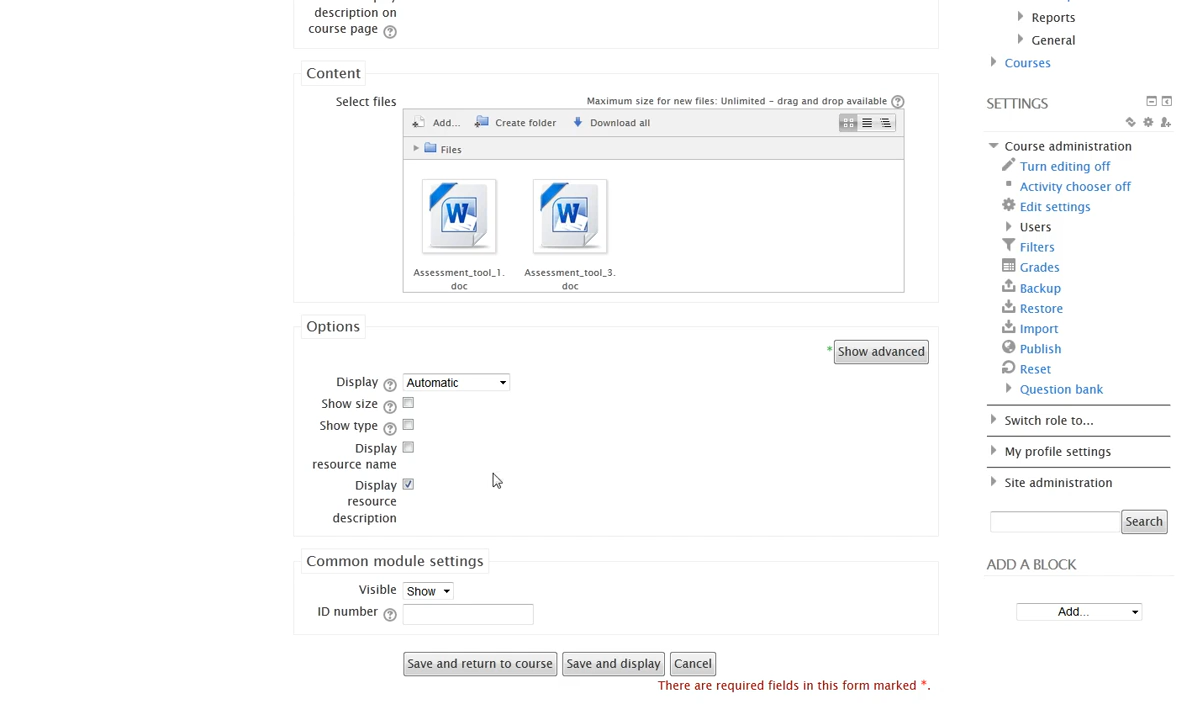 description on
course page
Content
Select files
Maximum size for new files: Unlimited - drag and drop available
Add...
Create folder
Download all
Files
Assessment_tool_1.
doc
Assessment_tool_3.
doc
Options
* Show advanced
Display
Automatic
Show size
Show type
Display
resource name
Display
resource
description
Common module settings
Visible
Show
ID number
Save and return to course
Save and display
Cancel
There are required fields in this form marked *.
Reports
General
Courses
SETTINGS
Course administration
Turn editing off
Activity chooser off
Edit settings
Users
Filters
Grades
Backup
Restore
Import
Publish
Reset
Question bank
Switch role to...
My profile settings
Site administration
Search
ADD A BLOCK
Add...